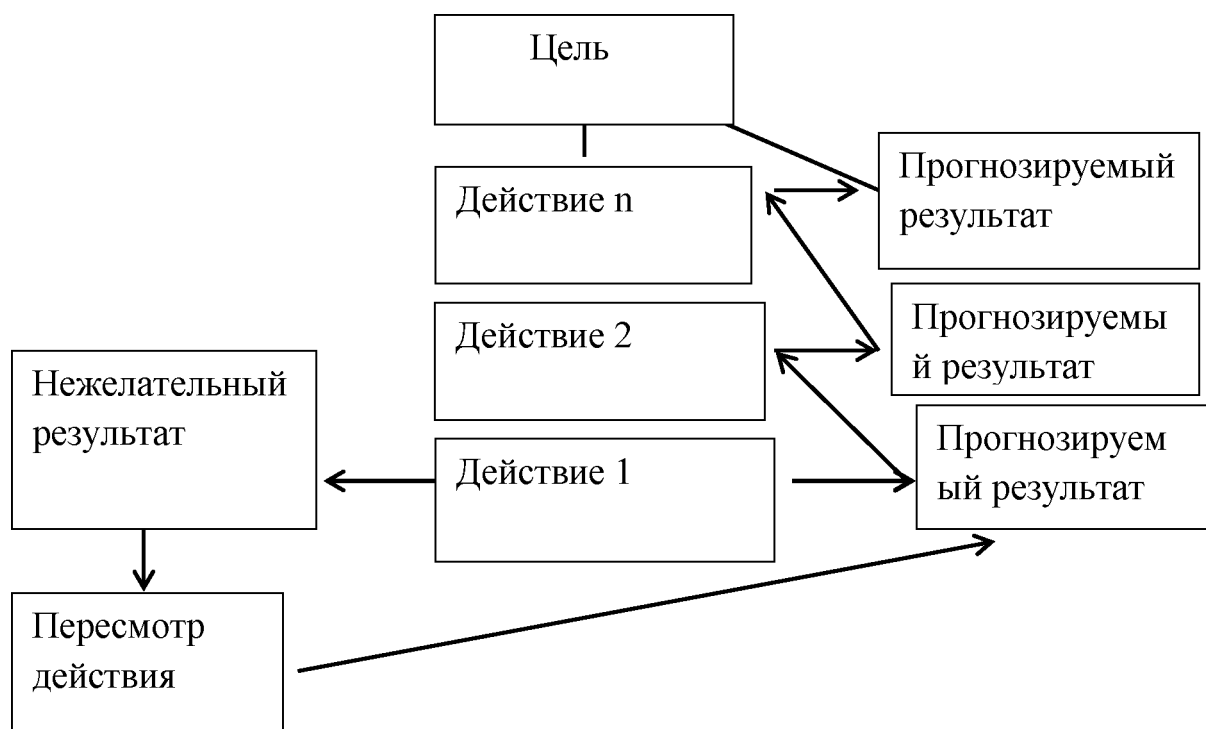 Цель
Прогнозируемый
результат
Действие n
Прогнозируемы
й результат
Действие 2
Нежелательный
результат
Прогнозируем
ый результат
Действие 1
Пересмотр
действия